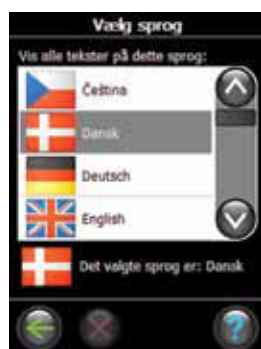 Vælg sprog
Vis alle tekster på dette sprog:
Čeština
Dansk
Deutsch
English
Det valgte sprog er: Dansk
?